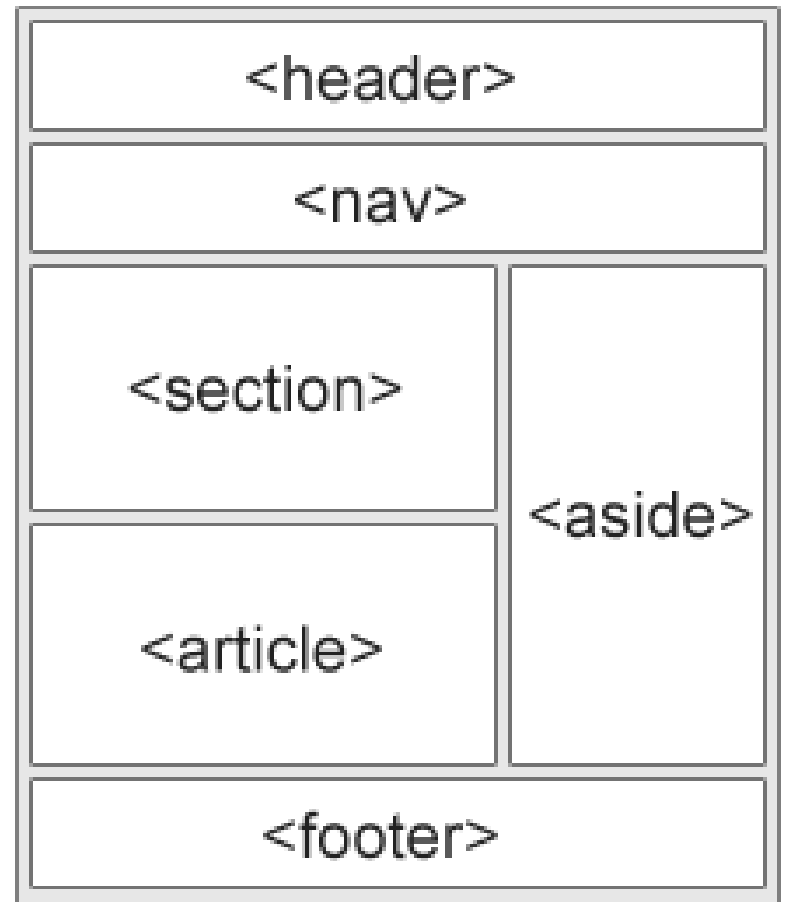 <header>
<nav>
<section>
<article>
<aside>
<footer>